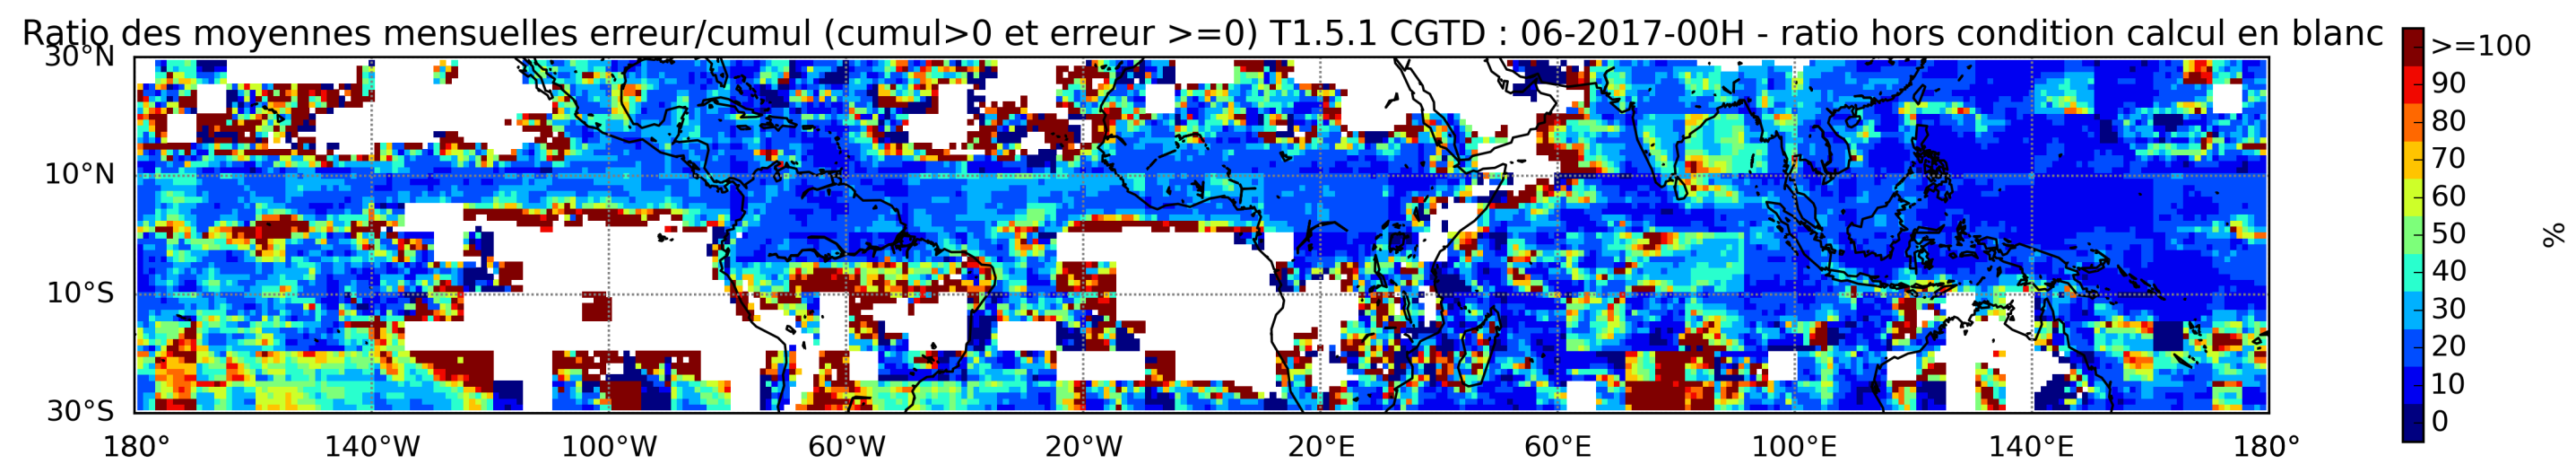 Ratio des moyennes mensuelles erreur/cumul (cumul>0 et erreur >=0) T1.5.1 CGTD : 06-2017-00H - ratio hors condition calcul en blanc
30°N
10°N
10°S
30°S
180° 140°W 100°W 60°W 20°W 20°E 60°E 100°E 140°E 180°
>=100
90
80
70
60
50
40
30
20
10
0
%